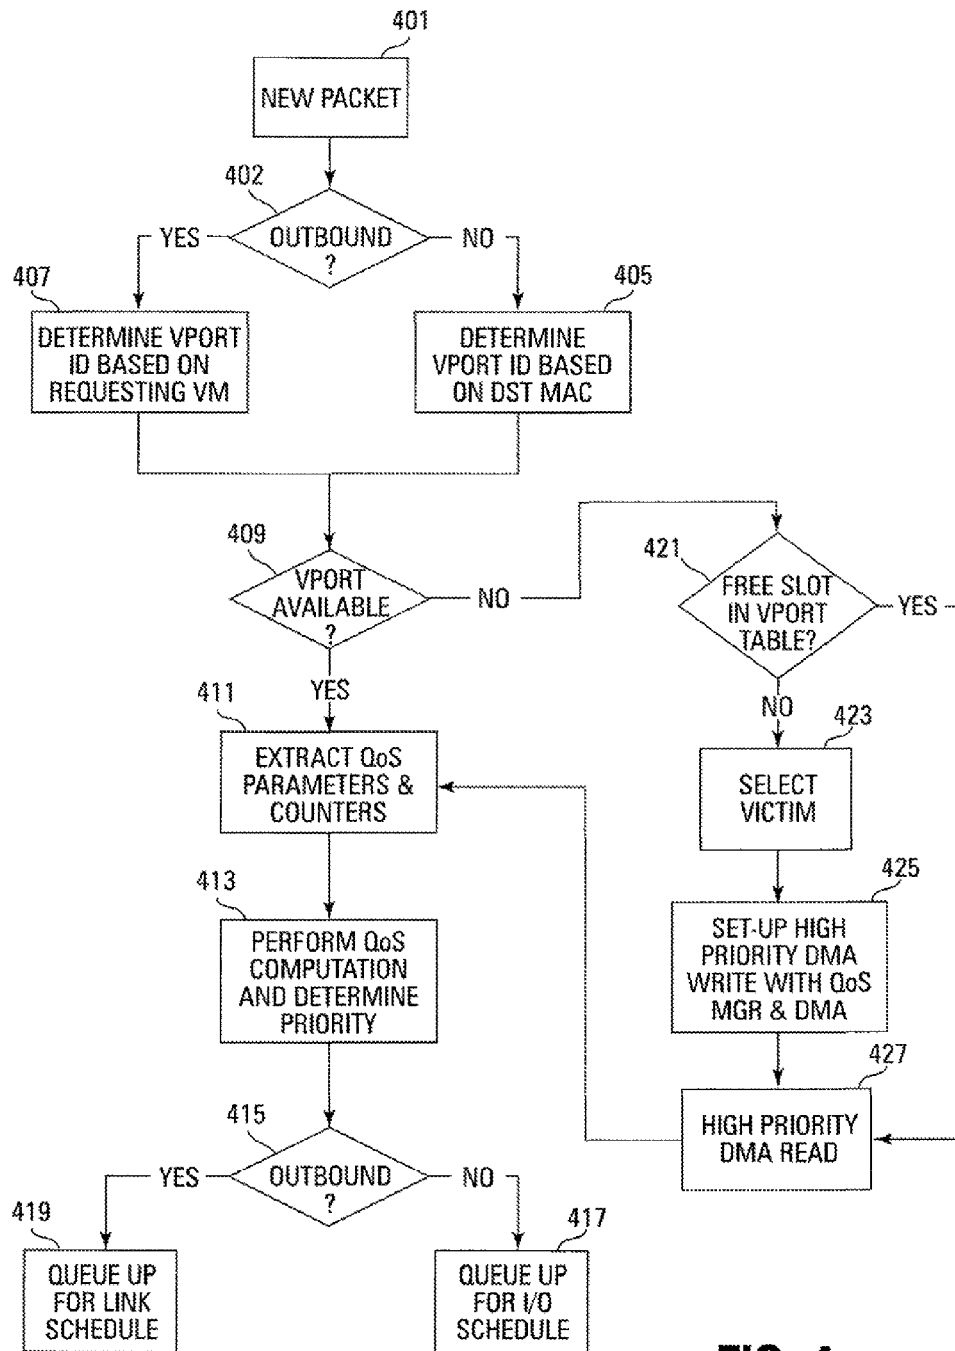 401
NEW PACKET
402
OUTBOUND
?
YES
NO
407
DETERMINE VPORT
ID BASED ON
REQUESTING VM
405
DETERMINE
VPORT ID BASED
ON DST MAC
409
VPORT
AVAILABLE
?
NO
YES
421
FREE SLOT
IN VPORT
TABLE?
YES
NO
411
EXTRACT QoS
PARAMETERS &
COUNTERS
423
SELECT
VICTIM
413
PERFORM QoS
COMPUTATION
AND DETERMINE
PRIORITY
425
SET-UP HIGH
PRIORITY DMA
WRITE WITH QoS
MGR & DMA
427
HIGH PRIORITY
DMA READ
415
OUTBOUND
?
YES
NO
419
QUEUE UP
FOR LINK
SCHEDULE
417
QUEUE UP
FOR I/O
SCHEDULE